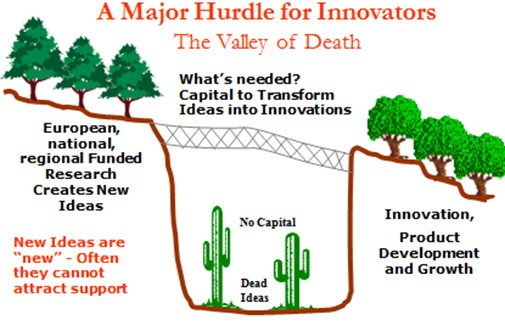 A Major Hurdle for Innovators
The Valley of Death
What's needed?
Capital to Transform
Ideas into Innovations
European,
national,
regional Funded
Research
Creates New
Ideas
New Ideas are
“new” - Often
they cannot
attract support
No Capital
Dead
Ideas
Innovation,
Product
Development
and Growth